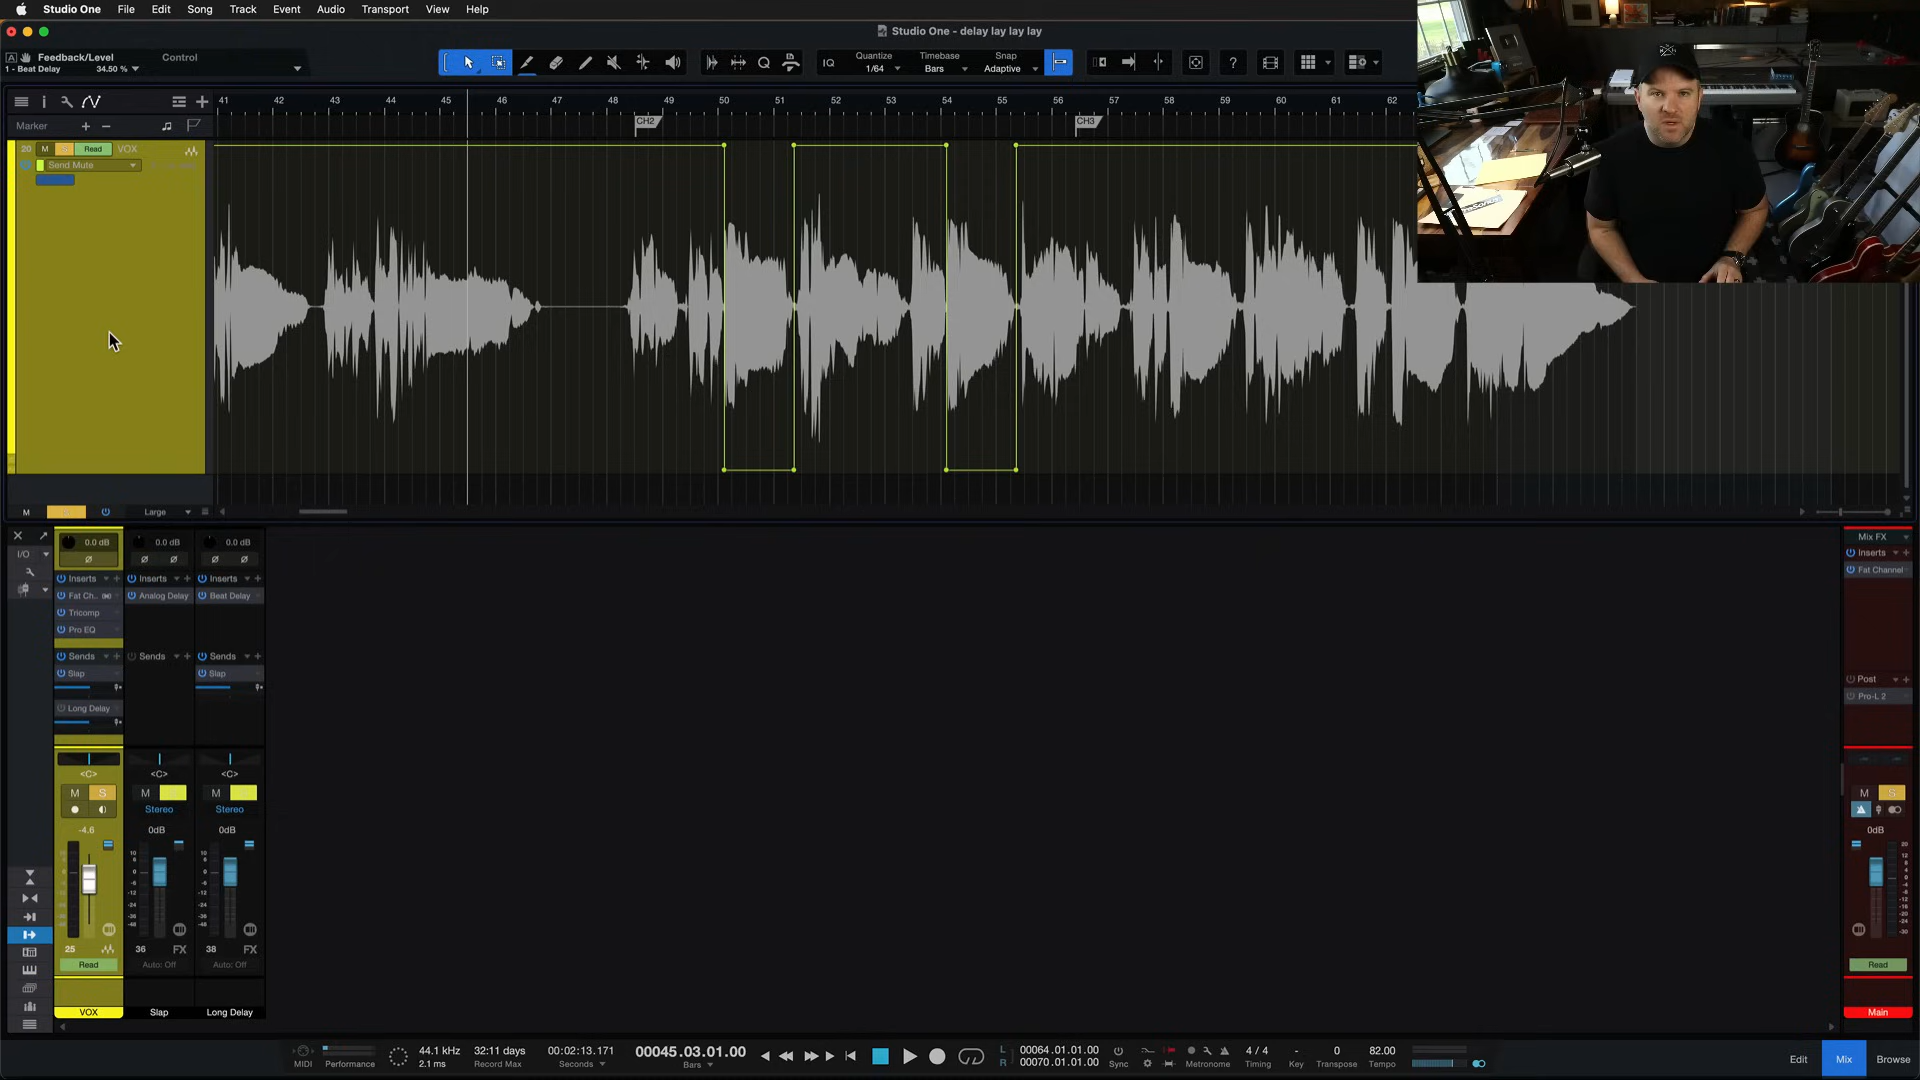 Studio One File Edit Song Track Event Audio Transport View Help
Studio One - delay lay lay lay
Feedback/Level Control
1 - Beat Delay 34.50 %
IQ Quantize Timebase Snap
1/64 Bars Adaptive
41 42 43 44 45 46 47 48 49 50 51 52 53 54 55 56 57 58 59 60 61 62
Marker CH2 CH3
20 M S Read VOX
Send Mute
M Large
I/O 0.0 dB 0.0 dB 0.0 dB Mix FX
Inserts Inserts Inserts Inserts
Fat Ch.. Analog Delay Beat Delay Fat Channel
Tricomp
Pro EQ
Sends Sends Sends
Slap Slap Post
Pro-L 2
Long Delay
<C> <C> <C>
M S M M M S
Stereo Stereo
-4.6 0dB 0dB 0dB
25 36 FX 38 FX
Read Auto: Off Auto: Off Read
VOX Slap Long Delay Main
44.1 kHz 32:11 days 00:02:13.171 00045.03.01.00 L 00064.01.01.00 4 / 4 - 0 82.00
MIDI Performance 2.1 ms Record Max Seconds Bars R 00070.01.01.00 Sync Metronome Timing Key Transpose Tempo
Edit Mix Browse